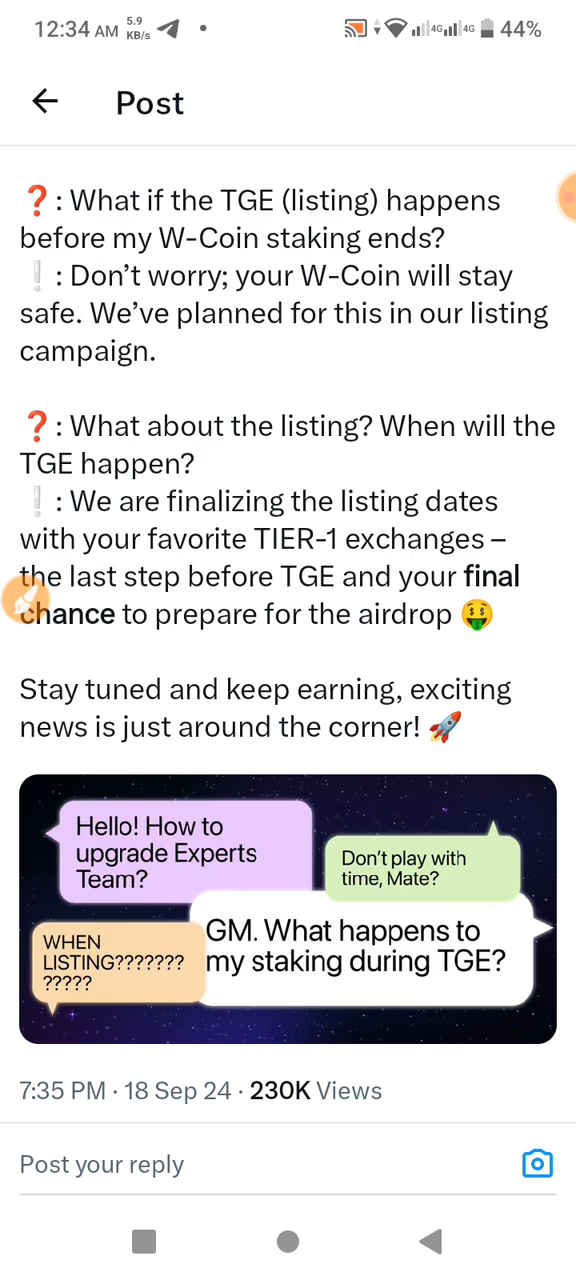 12:34 AM 5.9 KB/s 4G 4G 44%
Post
❓: What if the TGE (listing) happens
before my W-Coin staking ends?
❕: Don’t worry; your W-Coin will stay
safe. We’ve planned for this in our listing
campaign.
❓: What about the listing? When will the
TGE happen?
❕: We are finalizing the listing dates
with your favorite TIER-1 exchanges –
the last step before TGE and your final
chance to prepare for the airdrop 🤑
Stay tuned and keep earning, exciting
news is just around the corner! 🚀
Hello! How to
upgrade Experts
Team?
Don't play with
time, Mate?
GM. What happens to
my staking during TGE?
WHEN
LISTING???????
?????
7:35 PM · 18 Sep 24 · 230K Views
Post your reply